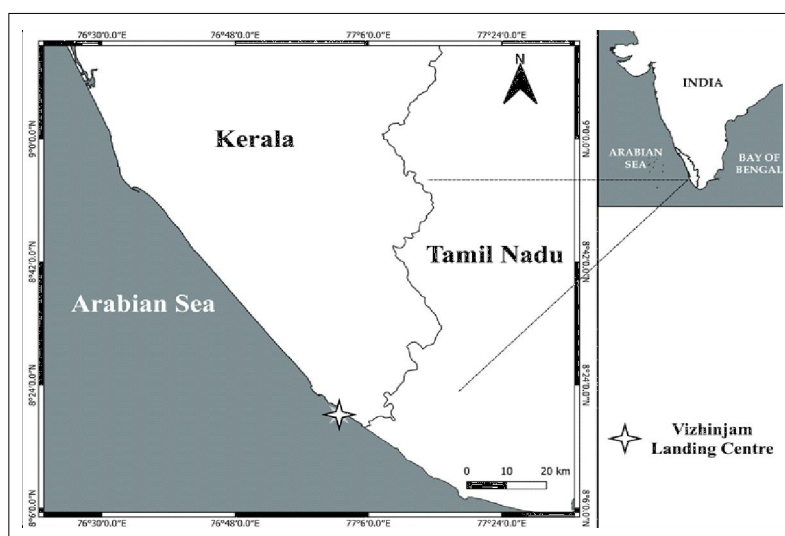 76°30'0.0"E 76°48'0.0"E 77°6'0.0"E 77°24'0.0"E
N
9°0'0.0"N 9°0'0.0"N
Kerala
INDIA
ARABIAN
SEA
BAY OF
BENGAL
Tamil Nadu
8°42'0.0"N 8°42'0.0"N
Arabian Sea
8°24'0.0"N 8°24'0.0"N
Vizhinjam
Landing Centre
0 10 20 km
8°6'0.0"N 8°6'0.0"N
76°30'0.0"E 76°48'0.0"E 77°6'0.0"E 77°24'0.0"E